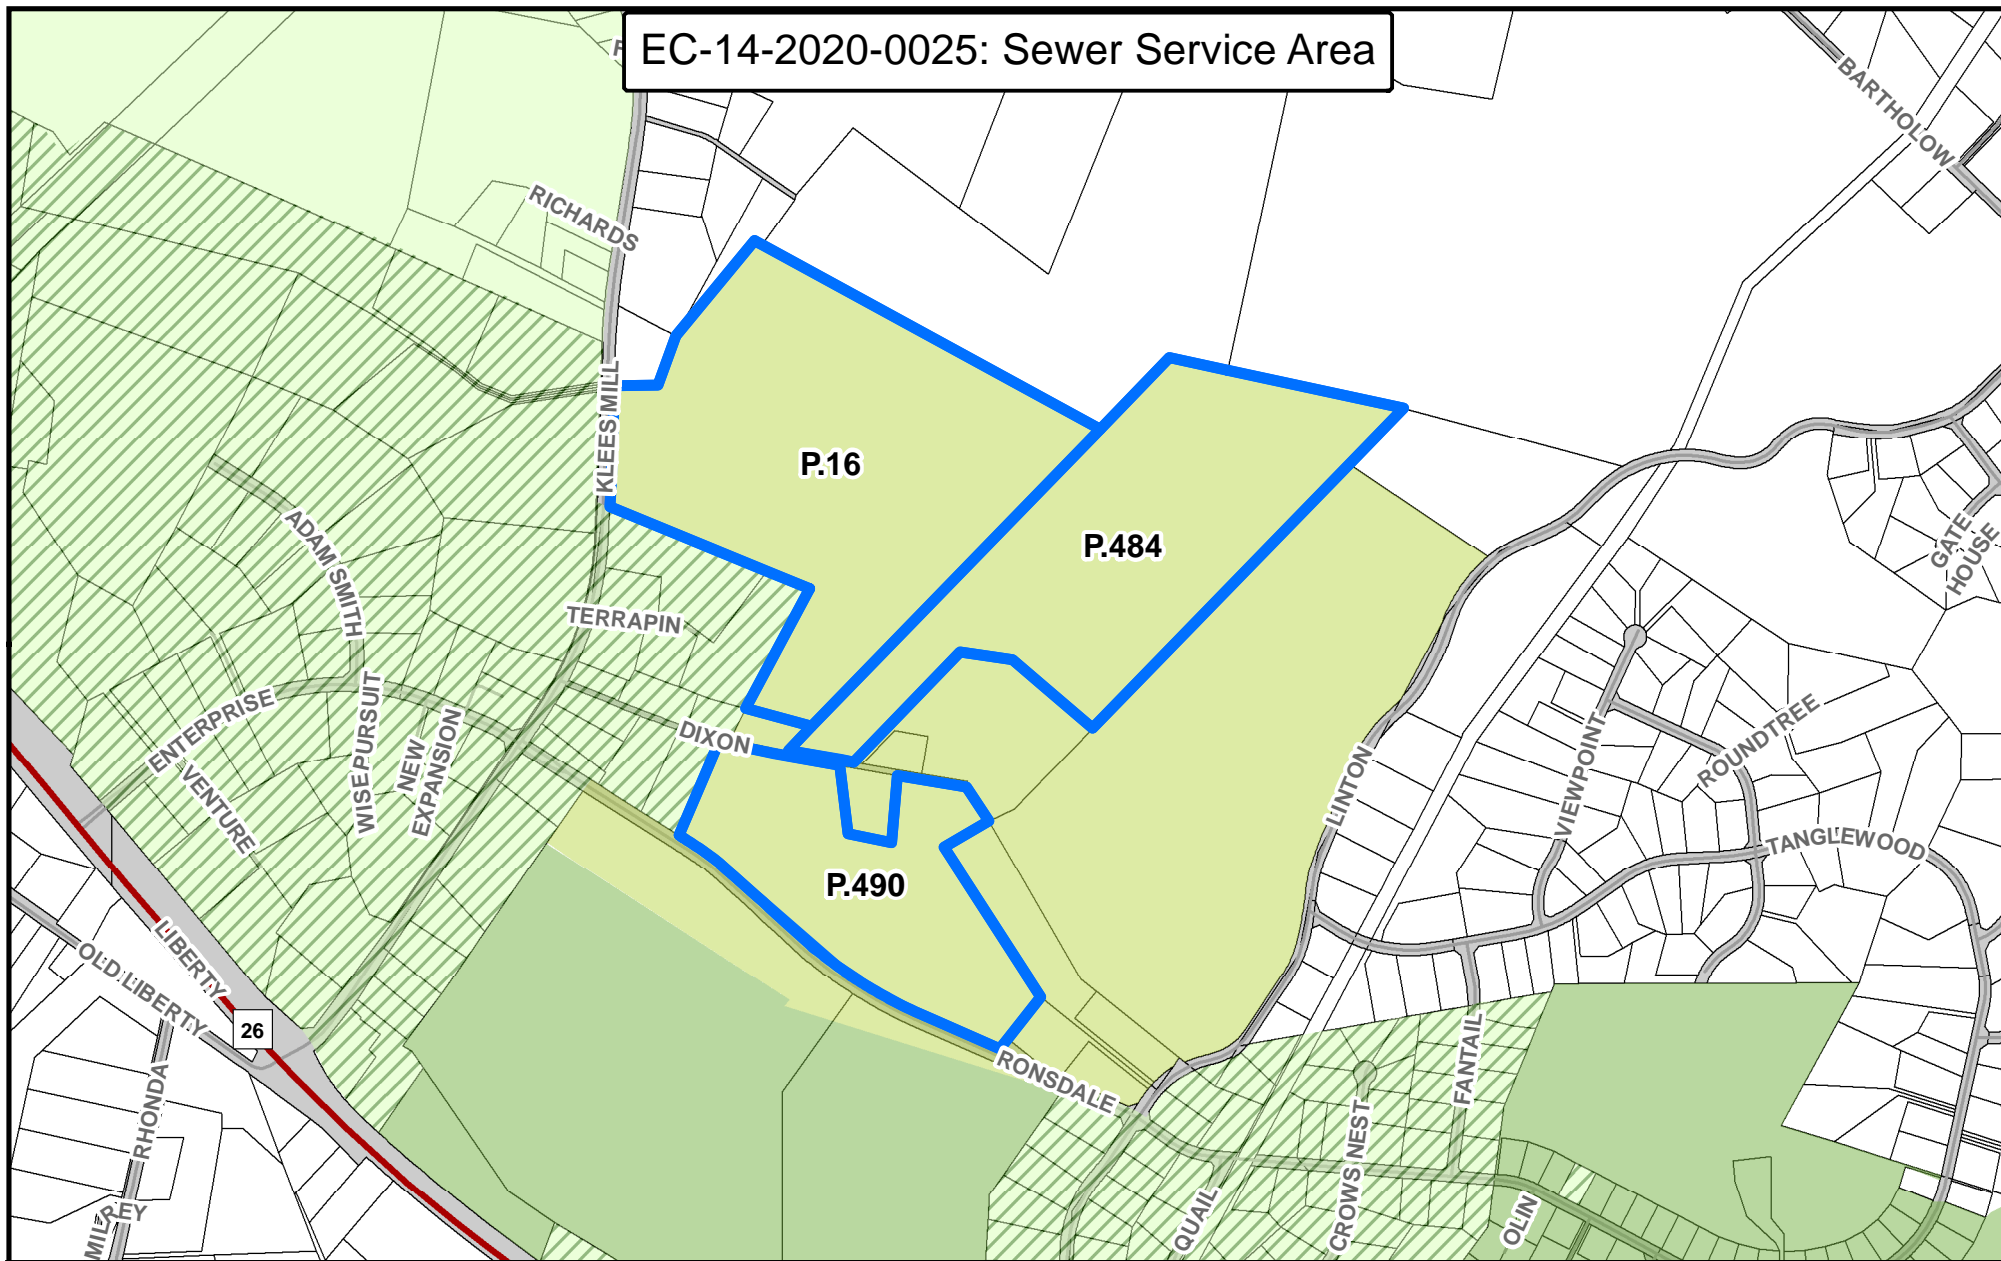 EC-14-2020-0025: Sewer Service Area
BARTHOLOW
RICHARDS
KLEES MILL
P.16
P.484
ADAM SMITH
TERRAPIN
GATE
HOUSE
ENTERPRISE
VENTURE
WISEPURSUIT
NEW
EXPANSION
DIXON
P.490
LINTON
VIEWPOINT
ROUNDTREE
TANGLEWOOD
LIBERTY
OLD LIBERTY
26
RHONDA
MILREY
RONSDALE
FANTAIL
CROWS NEST
QUAIL
OLIN